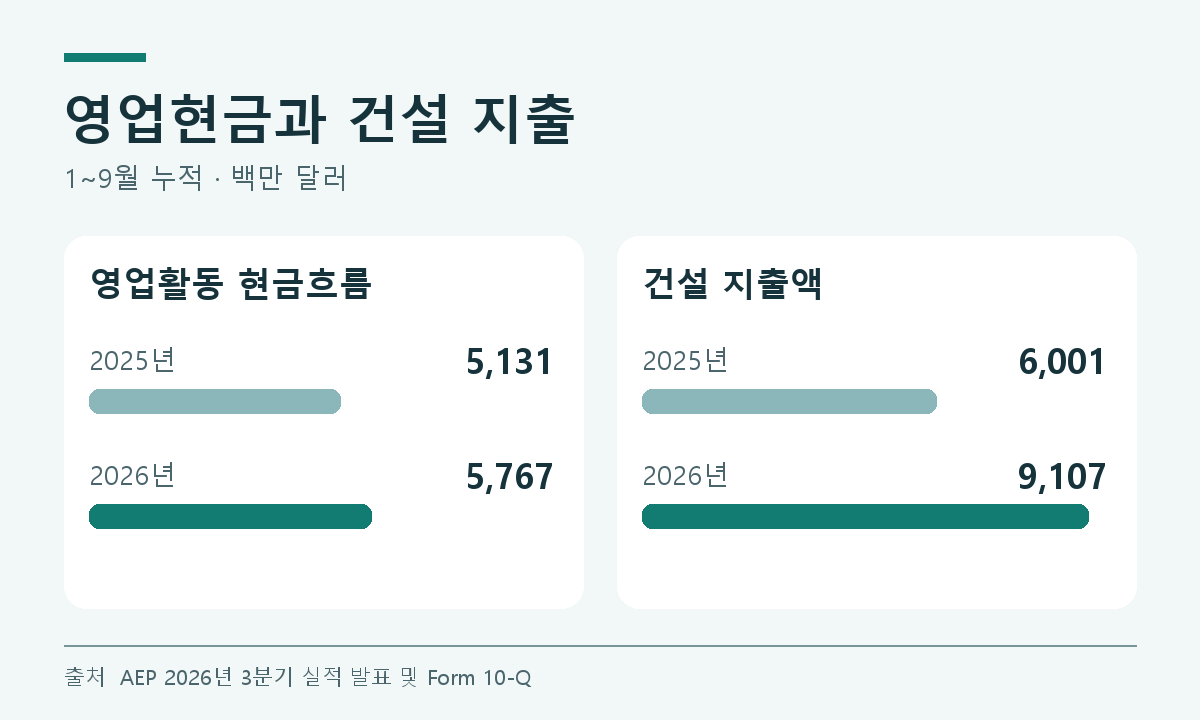 영업현금과 건설 지출
1~9월 누적 · 백만 달러
영업활동 현금흐름
2025년 5,131
2026년 5,767
건설 지출액
2025년 6,001
2026년 9,107
출처 AEP 2026년 3분기 실적 발표 및 Form 10-Q